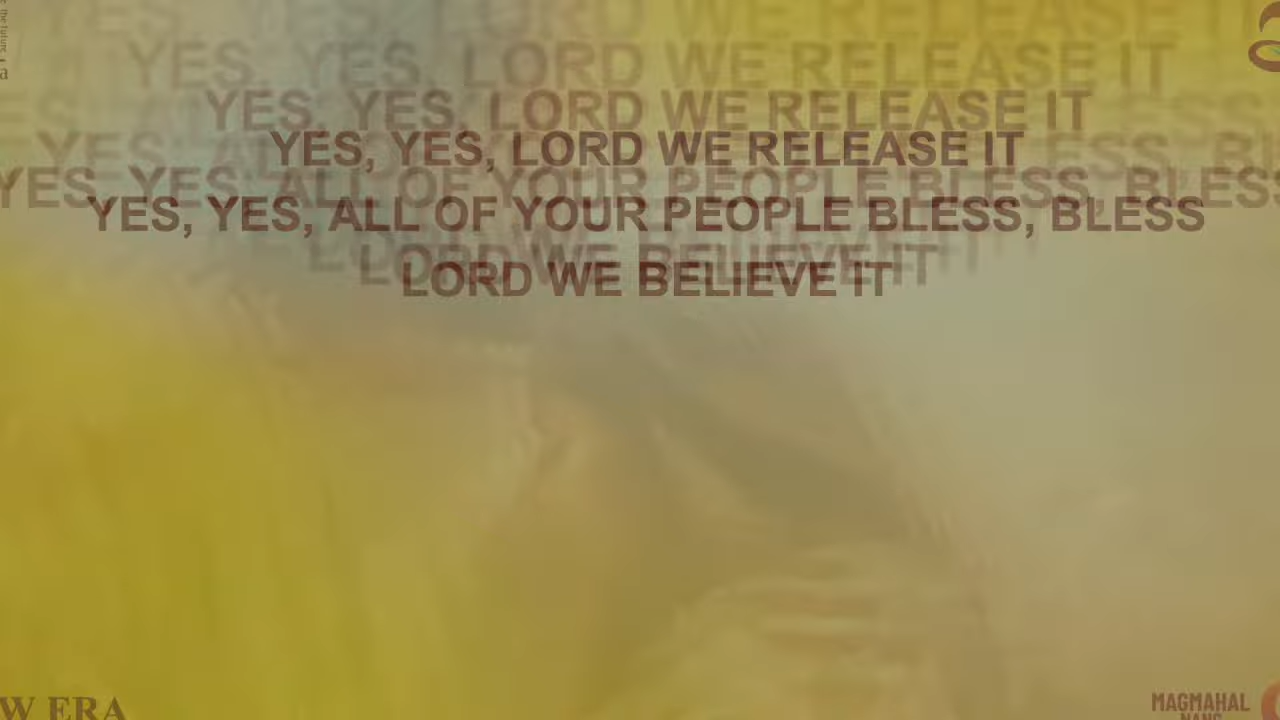 YES, YES, LORD WE RELEASE IT
YES, YES, ALL OF YOUR PEOPLE BLESS, BLESS
LORD WE BELIEVE IT
W ERA
MAGMAHAL